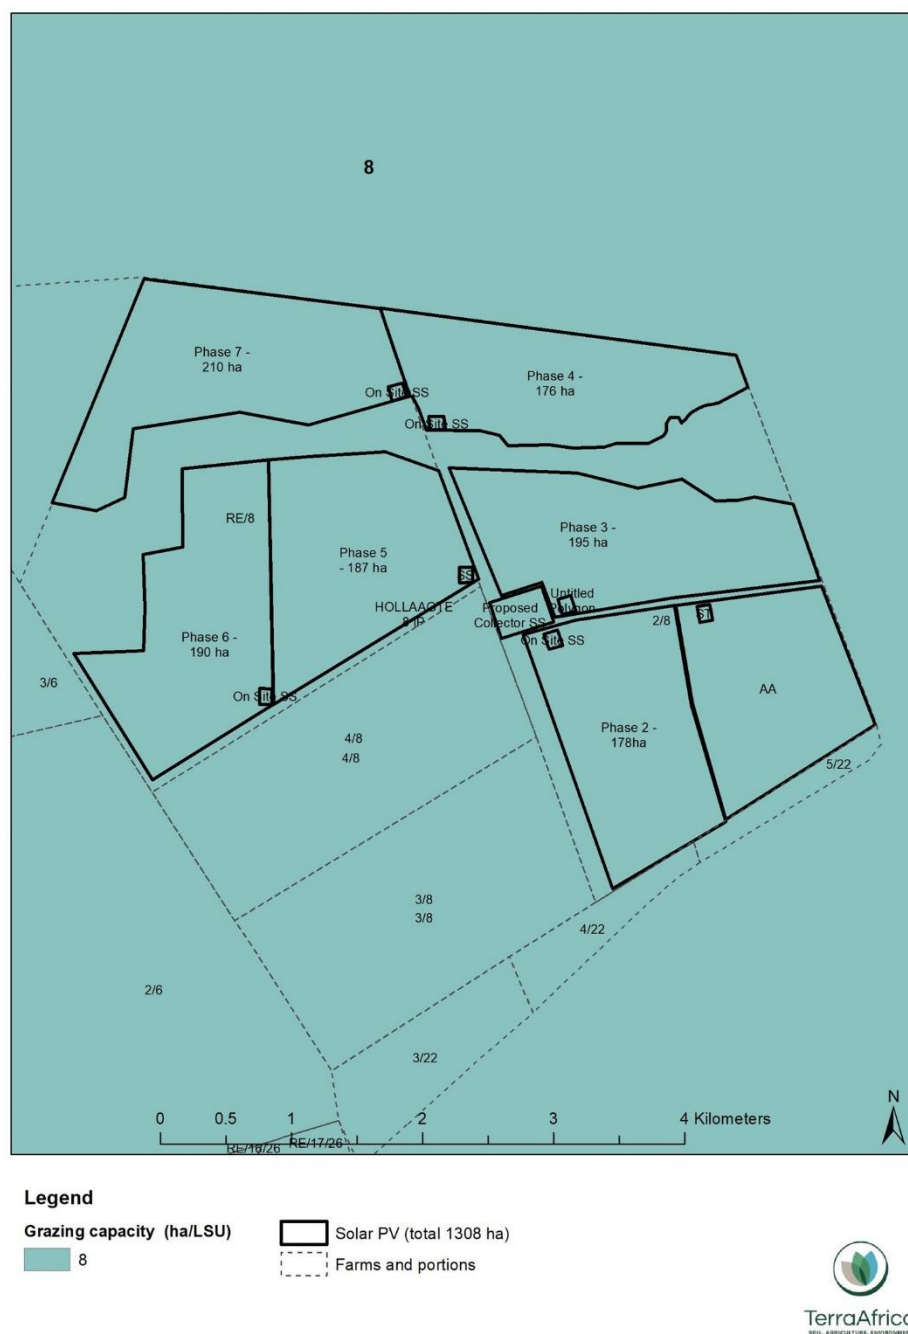 8
Phase 7 -
210 ha
Phase 4 -
176 ha
On Site SS
On Site SS
RE/8
Phase 3 -
195 ha
Phase 5
- 187 ha
SS
Untitled
Polygon
HOLLAAGTE
8 IP
Proposed
Collector SS
ST
2/8
On Site SS
Phase 6 -
190 ha
3/6
On Site SS
AA
Phase 2 -
178ha
4/8
4/8
5/22
3/8
3/8
4/22
2/6
3/22
N
0 0.5 1 2 3 4 Kilometers
RE/16/26
RE/17/26
Legend
Grazing capacity (ha/LSU)
8
Solar PV (total 1308 ha)
Farms and portions
TerraAfrica
SOIL. AGRICULTURE. ENVIRONMENT